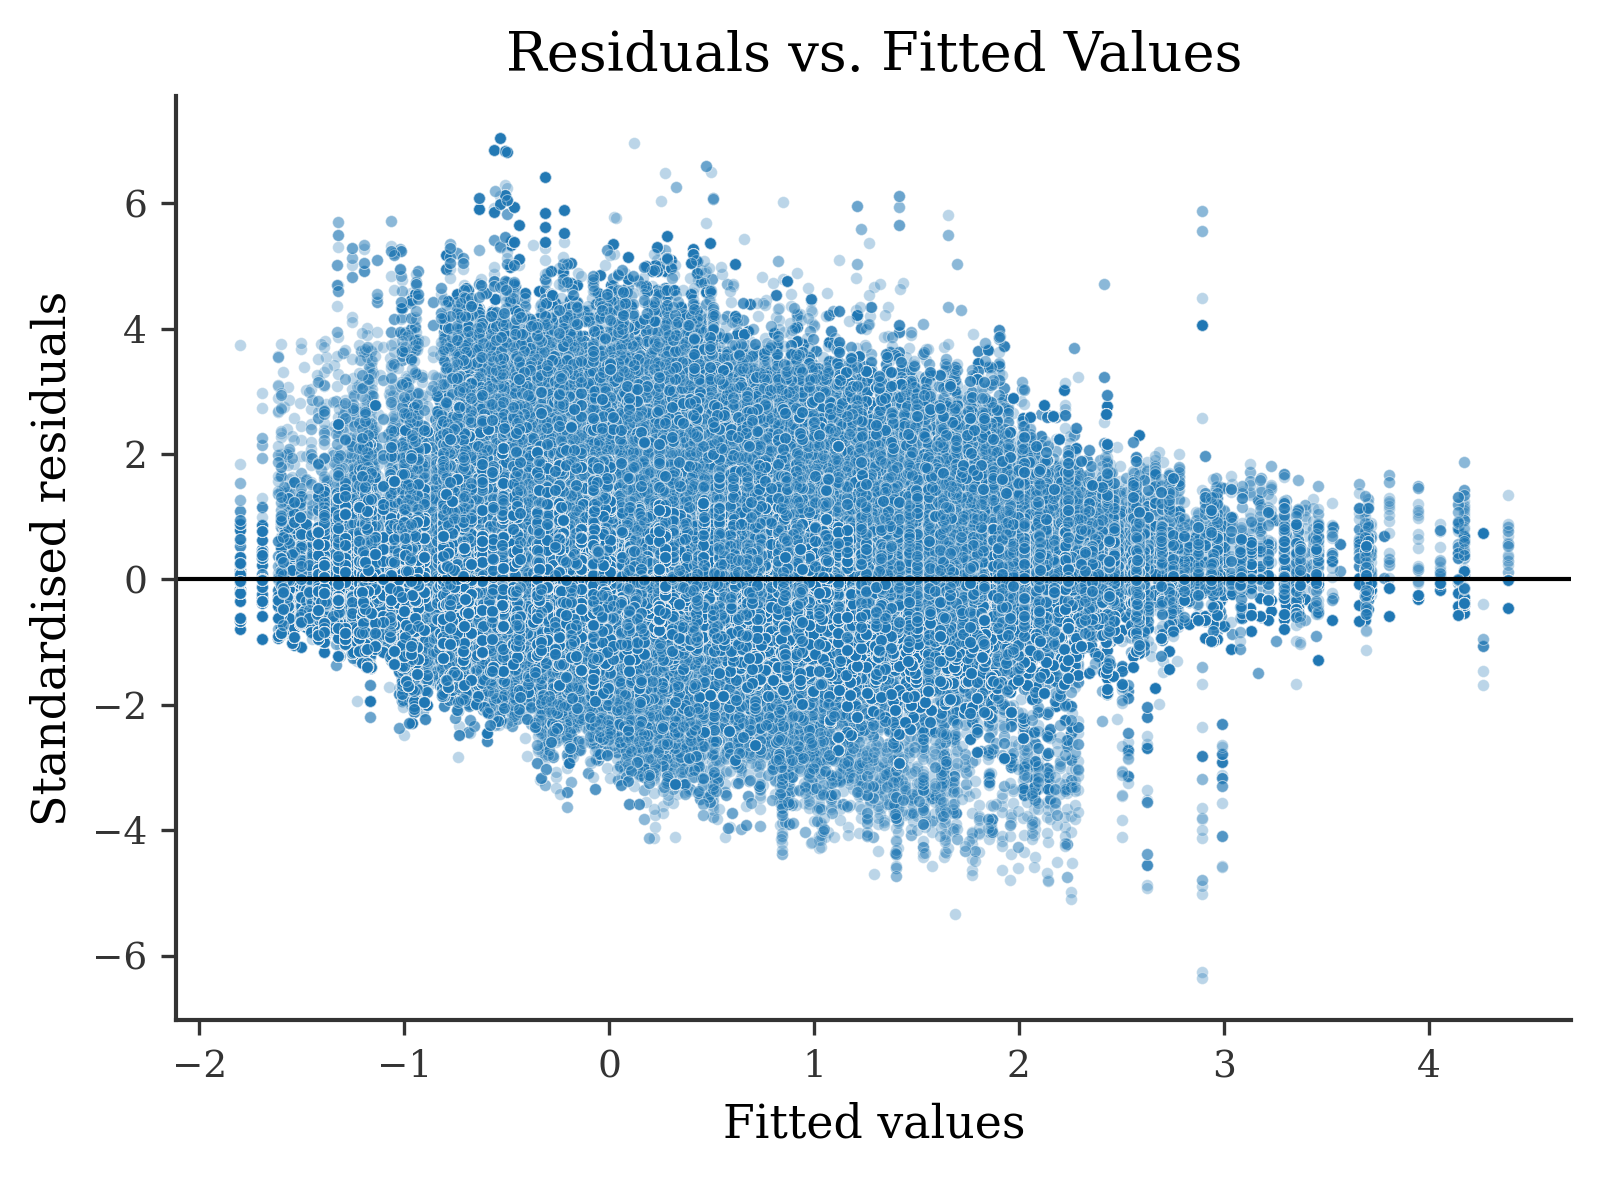 Residuals vs. Fitted Values
Standardised residuals
6
4
2
0
−2
−4
−6
−2 −1 0 1 2 3 4
Fitted values